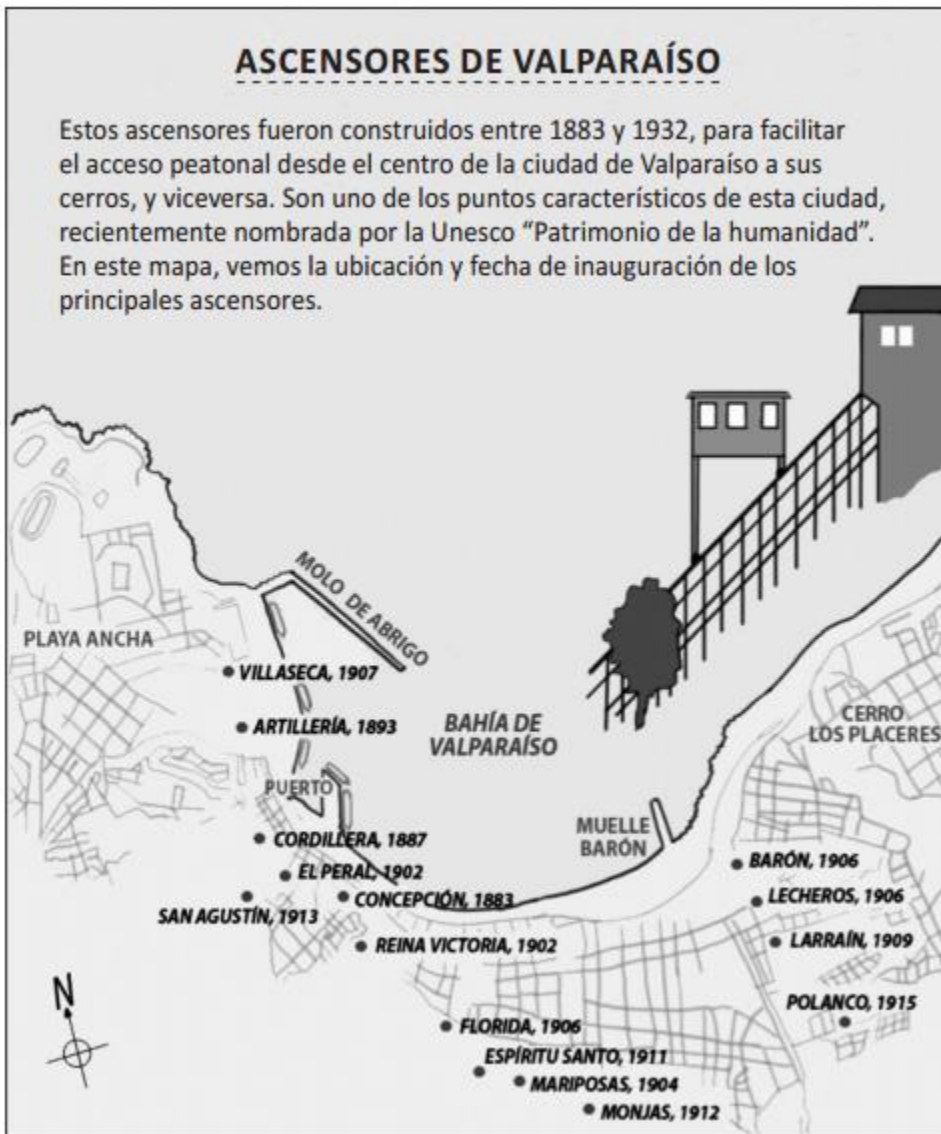 ASCENSORES DE VALPARAÍSO
Estos ascensores fueron construidos entre 1883 y 1932, para facilitar
el acceso peatonal desde el centro de la ciudad de Valparaíso a sus
cerros, y viceversa. Son uno de los puntos característicos de esta ciudad,
recientemente nombrada por la Unesco “Patrimonio de la humanidad”.
En este mapa, vemos la ubicación y fecha de inauguración de los
principales ascensores.
MOLO DE ABRIGO
PLAYA ANCHA
VILLASECA, 1907
ARTILLERÍA, 1893
BAHÍA DE
VALPARAÍSO
CERRO
LOS PLACERES
PUERTO
CORDILLERA, 1887
MUELLE
BARÓN
EL PERAL, 1902
BARÓN, 1906
CONCEPCIÓN, 1883
LECHEROS, 1906
SAN AGUSTÍN, 1913
REINA VICTORIA, 1902
LARRAÍN, 1909
N
POLANCO, 1915
FLORIDA, 1906
ESPÍRITU SANTO, 1911
MARIPOSAS, 1904
MONJAS, 1912